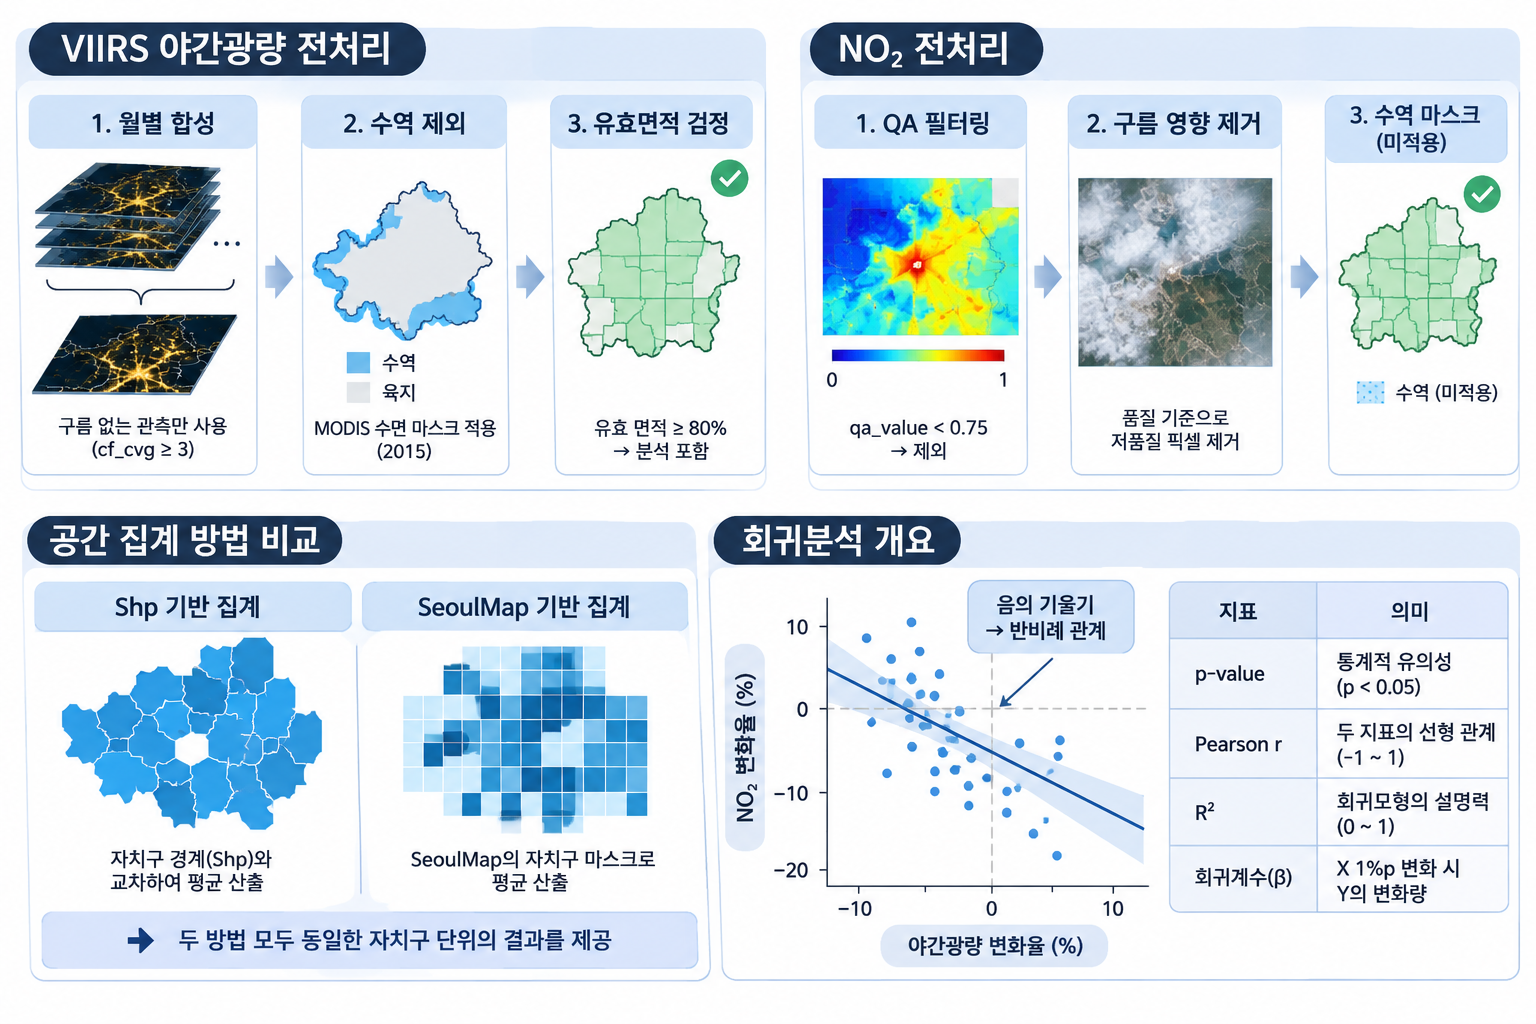 VIIRS 야간광량 전처리
1. 월별 합성
...
구름 없는 관측만 사용
(cf_cvg ≥ 3)
2. 수역 제외
수역
육지
MODIS 수면 마스크 적용
(2015)
3. 유효면적 검정
유효 면적 ≥ 80%
→ 분석 포함
NO₂ 전처리
1. QA 필터링
0
1
qa_value < 0.75
→ 제외
2. 구름 영향 제거
품질 기준으로
저품질 픽셀 제거
3. 수역 마스크
(미적용)
수역 (미적용)
공간 집계 방법 비교
Shp 기반 집계
자치구 경계(Shp)와
교차하여 평균 산출
SeoulMap 기반 집계
SeoulMap의 자치구 마스크로
평균 산출
두 방법 모두 동일한 자치구 단위의 결과를 제공
회귀분석 개요
음의 기울기
→ 반비례 관계
NO₂ 변화율 (%)
10
0
−10
−20
−10
0
10
야간광량 변화율 (%)
지표
의미
p-value
통계적 유의성
(p < 0.05)
Pearson r
두 지표의 선형 관계
(−1 ~ 1)
R²
회귀모형의 설명력
(0 ~ 1)
회귀계수(β)
X 1%p 변화 시
Y의 변화량